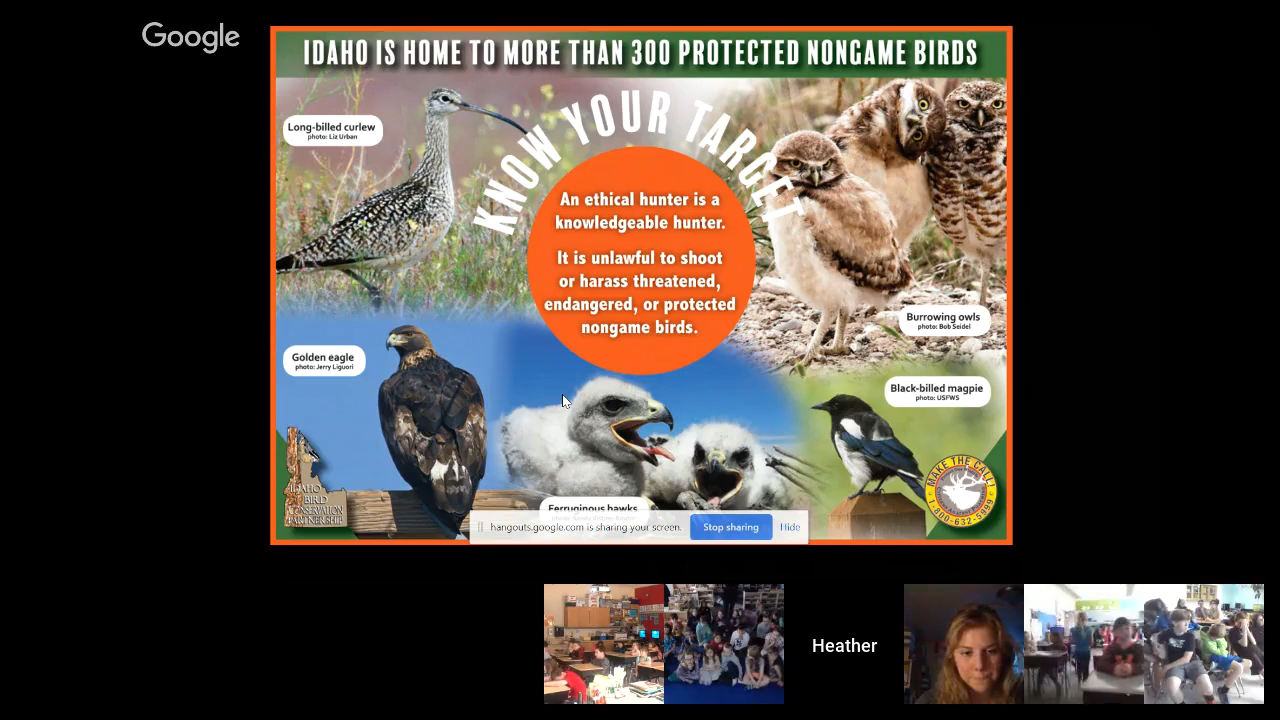 Google
IDAHO IS HOME TO MORE THAN 300 PROTECTED NONGAME BIRDS
KNOW YOUR TARGET
Long-billed curlew
photo: Liz Urban
An ethical hunter is a
knowledgeable hunter.
It is unlawful to shoot
or harass threatened,
endangered, or protected
nongame birds.
Burrowing owls
photo: Bob Seidel
Golden eagle
photo: Jerry Liguori
Black-billed magpie
photo: USFWS
Ferruginous hawks
IDAHO
BIRD
CONSERVATION
PARTNERSHIP
MAKE THE CALL
1-800-632-5999
hangouts.google.com is sharing your screen.
Stop sharing
Hide
Heather